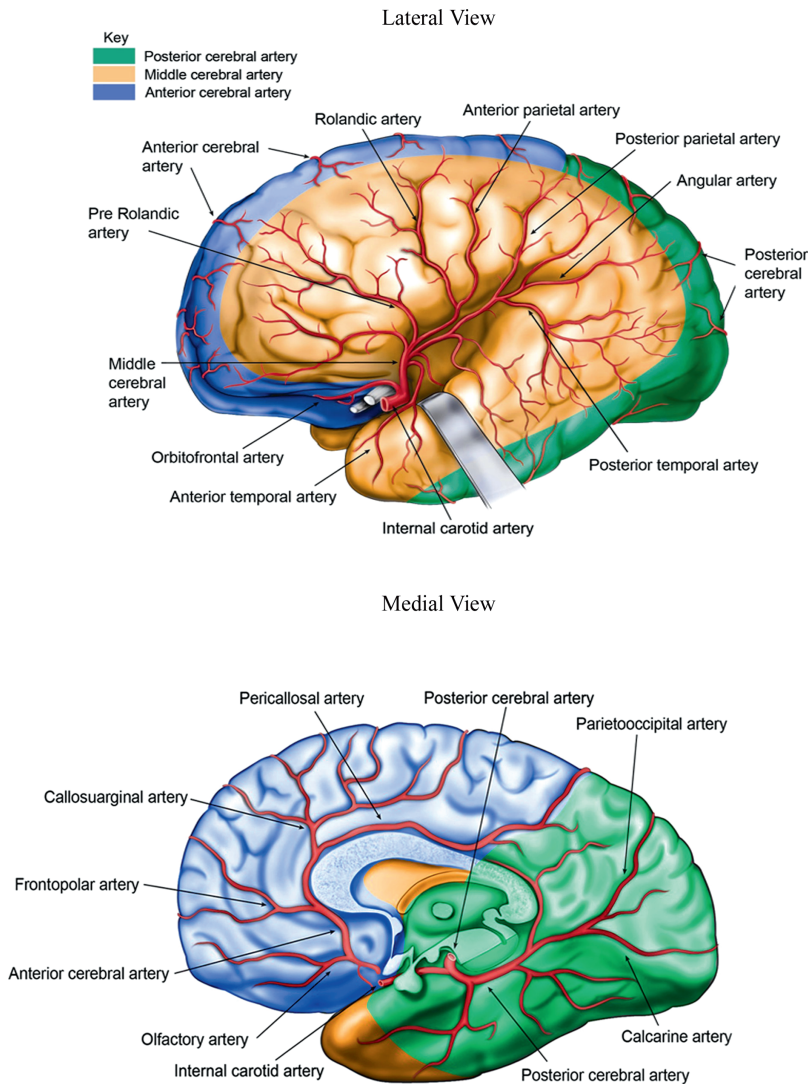 Lateral View
Key
Posterior cerebral artery
Middle cerebral artery
Anterior cerebral artery
Rolandic artery
Anterior parietal artery
Posterior parietal artery
Anterior cerebral
artery
Angular artery
Pre Rolandic
artery
Posterior
cerebral
artery
Middle
cerebral
artery
Orbitofrontal artery
Posterior temporal artey
Anterior temporal artery
Internal carotid artery
Medial View
Pericallosal artery
Posterior cerebral artery
Parietooccipital artery
Callosuarginal artery
Frontopolar artery
Anterior cerebral artery
Olfactory artery
Calcarine artery
Internal carotid artery
Posterior cerebral artery